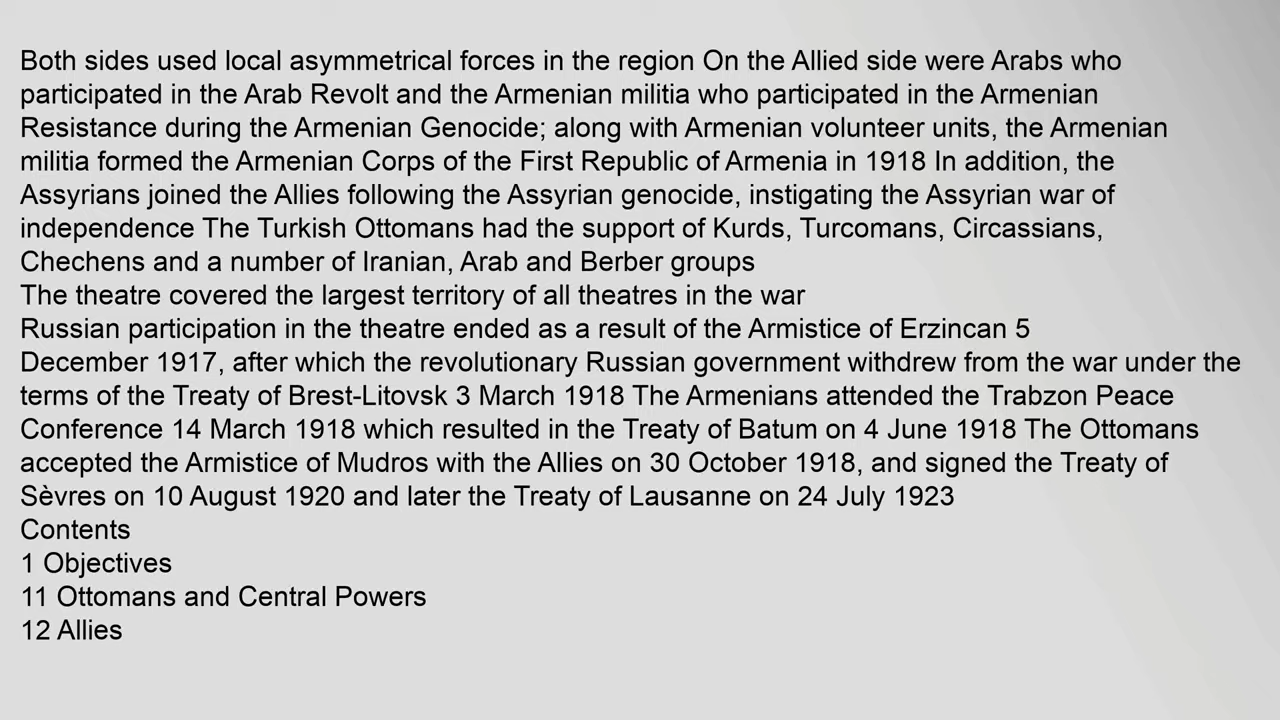 Both sides used local asymmetrical forces in the region On the Allied side were Arabs who
participated in the Arab Revolt and the Armenian militia who participated in the Armenian
Resistance during the Armenian Genocide; along with Armenian volunteer units, the Armenian
militia formed the Armenian Corps of the First Republic of Armenia in 1918 In addition, the
Assyrians joined the Allies following the Assyrian genocide, instigating the Assyrian war of
independence The Turkish Ottomans had the support of Kurds, Turcomans, Circassians,
Chechens and a number of Iranian, Arab and Berber groups
The theatre covered the largest territory of all theatres in the war
Russian participation in the theatre ended as a result of the Armistice of Erzincan 5
December 1917, after which the revolutionary Russian government withdrew from the war under the
terms of the Treaty of Brest-Litovsk 3 March 1918 The Armenians attended the Trabzon Peace
Conference 14 March 1918 which resulted in the Treaty of Batum on 4 June 1918 The Ottomans
accepted the Armistice of Mudros with the Allies on 30 October 1918, and signed the Treaty of
Sèvres on 10 August 1920 and later the Treaty of Lausanne on 24 July 1923
Contents
1 Objectives
11 Ottomans and Central Powers
12 Allies